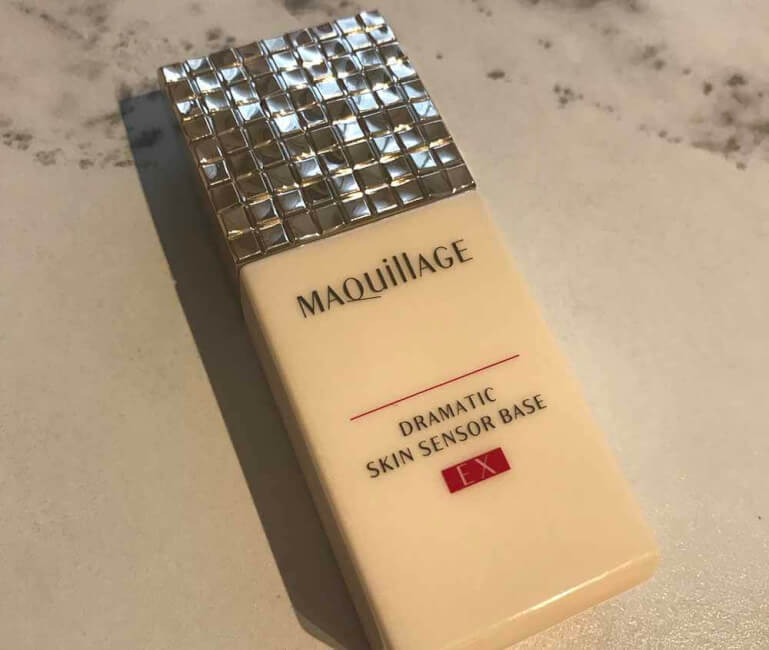 MAQuillAGE
DRAMATIC
SKIN SENSOR BASE
EX